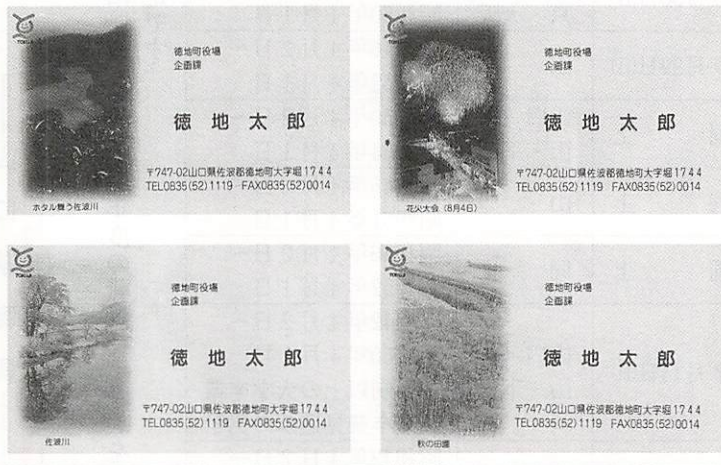 TOKUJI
徳地町役場
企画課
徳地太郎
〒747-02山口県佐波郡徳地町大字堀1744
TEL0835(52)1119 FAX0835(52)0014
ホタル舞う佐波川
TOKUJI
徳地町役場
企画課
徳地太郎
〒747-02山口県佐波郡徳地町大字堀1744
TEL0835(52)1119 FAX0835(52)0014
花火大会(8月4日)
TOKUJI
徳地町役場
企画課
徳地太郎
〒747-02山口県佐波郡徳地町大字堀1744
TEL0835(52)1119 FAX0835(52)0014
佐波川
TOKUJI
徳地町役場
企画課
徳地太郎
〒747-02山口県佐波郡徳地町大字堀1744
TEL0835(52)1119 FAX0835(52)0014